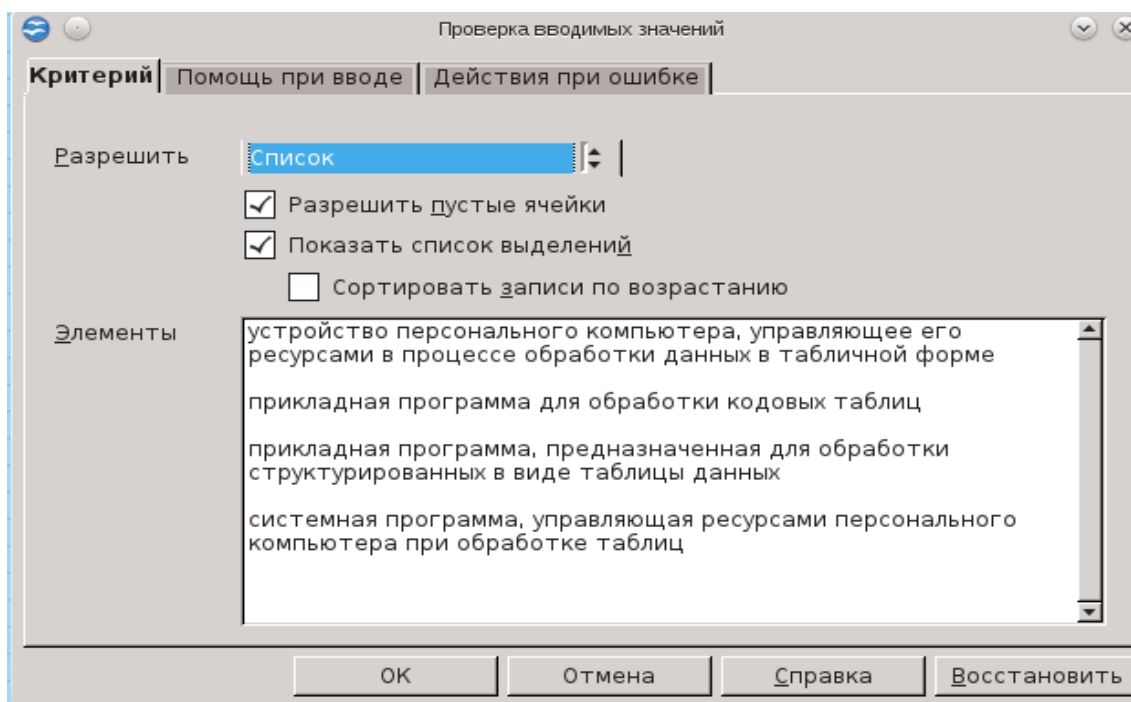 Проверка вводимых значений
Критерий Помощь при вводе Действия при ошибке
Разрешить Список
Разрешить пустые ячейки
Показать список выделений
Сортировать записи по возрастанию
Элементы
устройство персонального компьютера, управляющее его
ресурсами в процессе обработки данных в табличной форме
прикладная программа для обработки кодовых таблиц
прикладная программа, предназначенная для обработки
структурированных в виде таблицы данных
системная программа, управляющая ресурсами персонального
компьютера при обработке таблиц
ОК Отмена Справка Восстановить